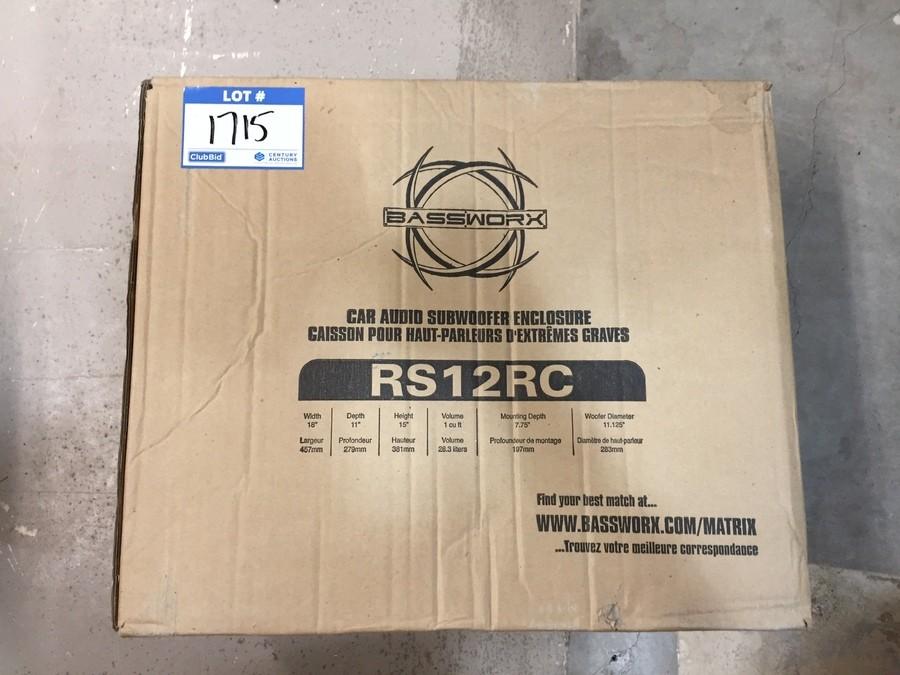 LOT #
1715
ClubBid
CENTURY
AUCTIONS
BASSWORX
CAR AUDIO SUBWOOFER ENCLOSURE
CAISSON POUR HAUT-PARLEURS D'EXTRÊMES GRAVES
RS12RC
Width Depth Height Volume Mounting Depth Woofer Diameter
18" 11" 15" 1 cu ft 7.75" 11.125"
Largeur Profondeur Hauteur Volume Profoundeur de montage Diamètre de haut-parleur
457mm 279mm 381mm 28.3 liters 197mm 283mm
Find your best match at...
WWW.BASSWORX.COM/MATRIX
...Trouvez votre meilleure correspondance